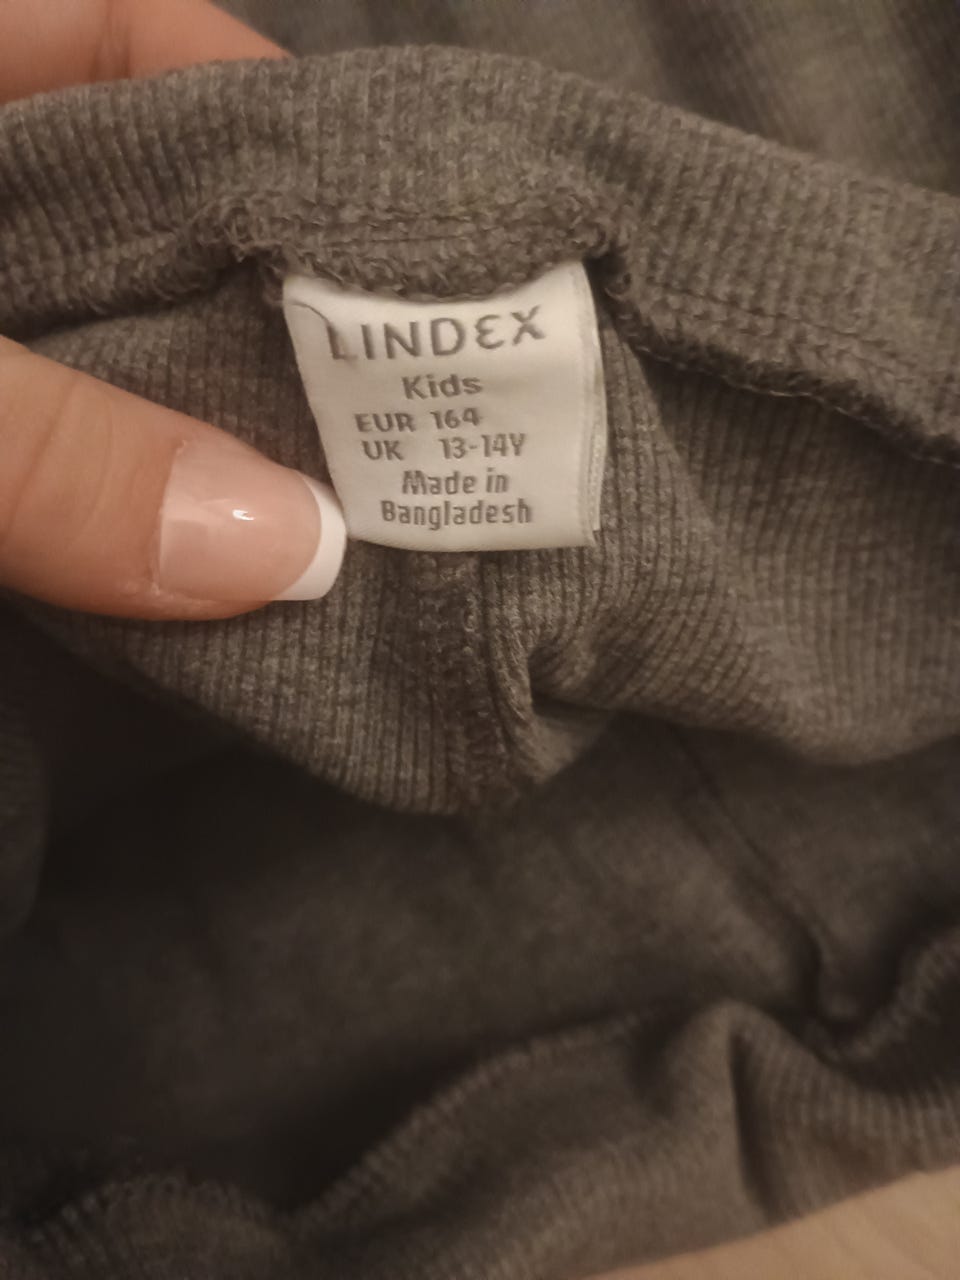 LINDEX
Kids
EUR 164
UK 13-14Y
Made in
Bangladesh